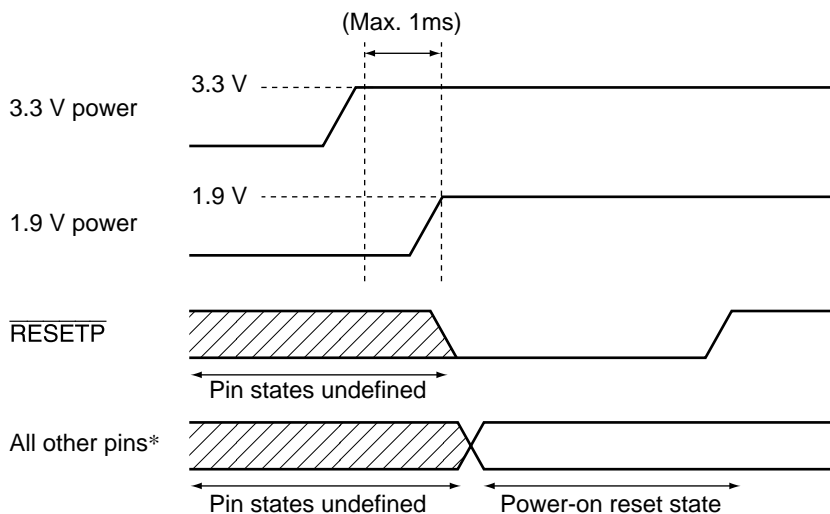 (Max. 1ms)
3.3 V
3.3 V power
1.9 V
1.9 V power
RESETP
Pin states undefined
All other pins*
Pin states undefined
Power-on reset state